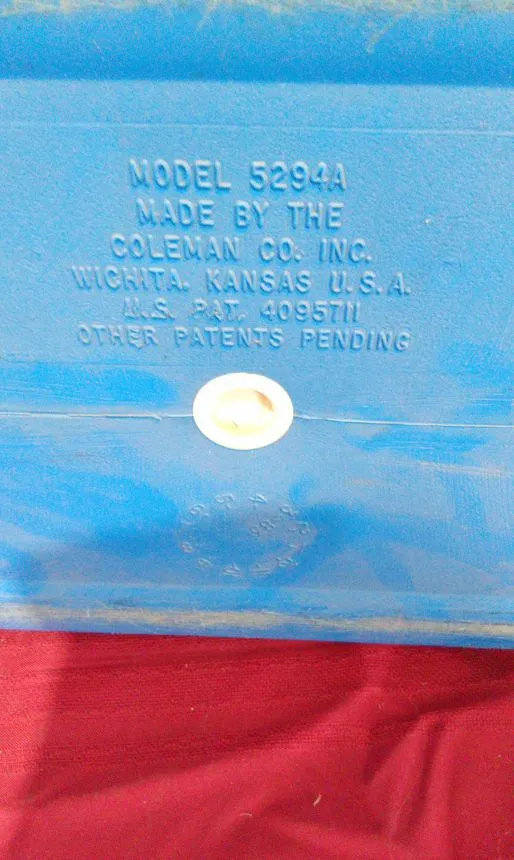 MODEL 5294A
MADE BY THE
COLEMAN CO. INC.
WICHITA. KANSAS U.S.A.
U.S. PAT. 4095711
OTHER PATENTS PENDING